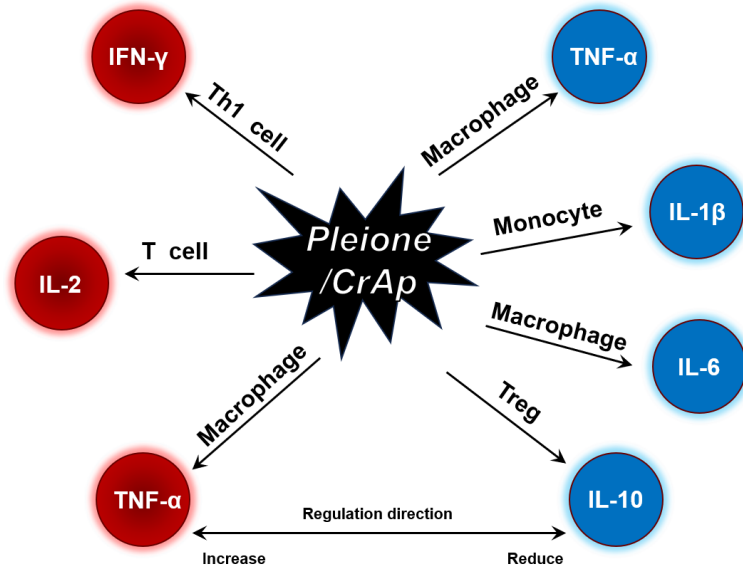 IFN-γ
TNF-α
Th1 cell
Macrophage
IL-1β
Monocyte
Pleione
/CrAp
T cell
IL-2
Macrophage
IL-6
Macrophage
Treg
TNF-α
IL-10
Regulation direction
Increase
Reduce